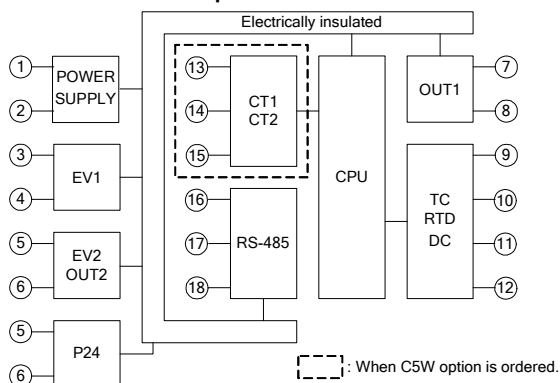 Electrically insulated
1
POWER
SUPPLY
2
3
EV1
4
5
EV2
OUT2
6
5
P24
6
13
14
15
CT1
CT2
16
17
18
RS-485
CPU
OUT1
7
8
TC
RTD
DC
9
10
11
12
: When C5W option is ordered.